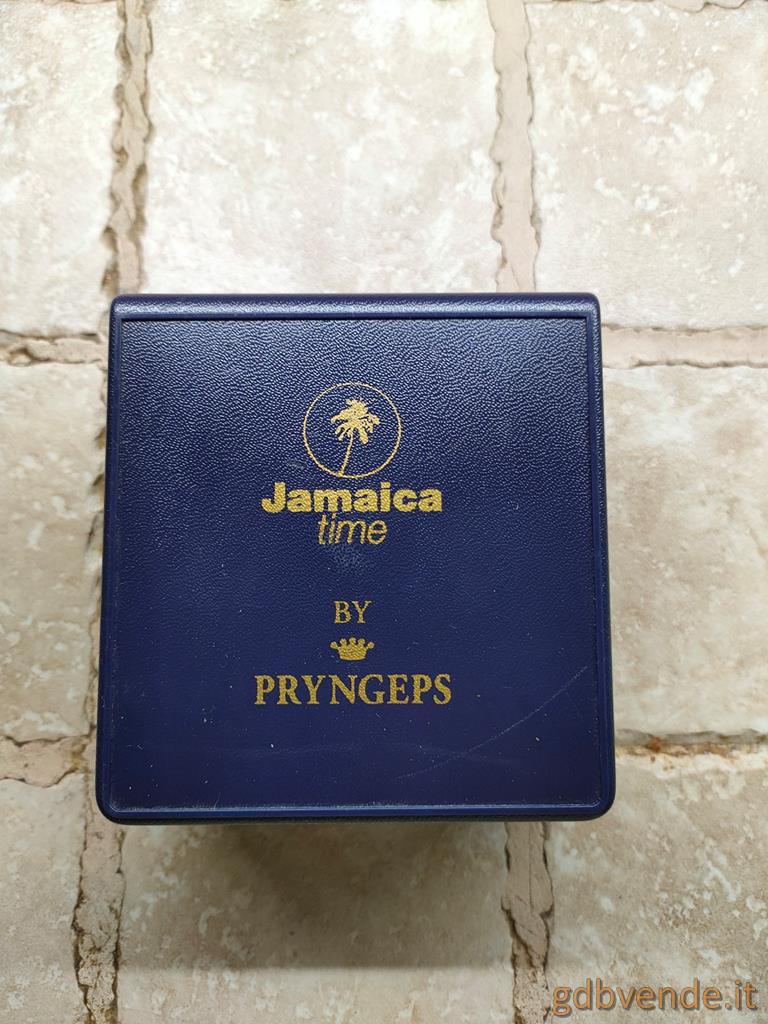 Jamaica
time
BY
PRYNGEPS
gdbvende.it